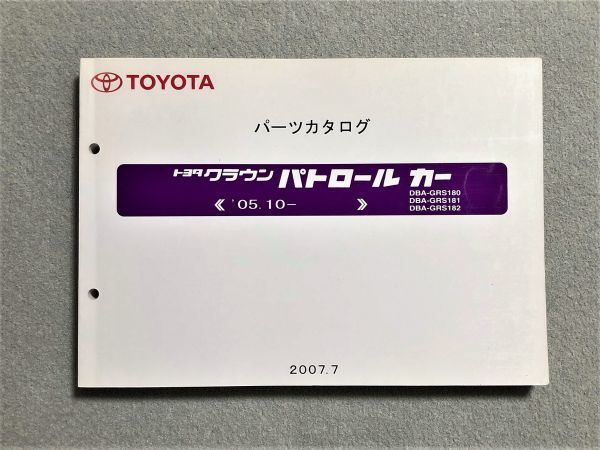 TOYOTA
パーツカタログ
トヨタクラウン パトロール カー
DBA-GRS180
DBA-GRS181
DBA-GRS182
《 '05.10－ 》
2007.7